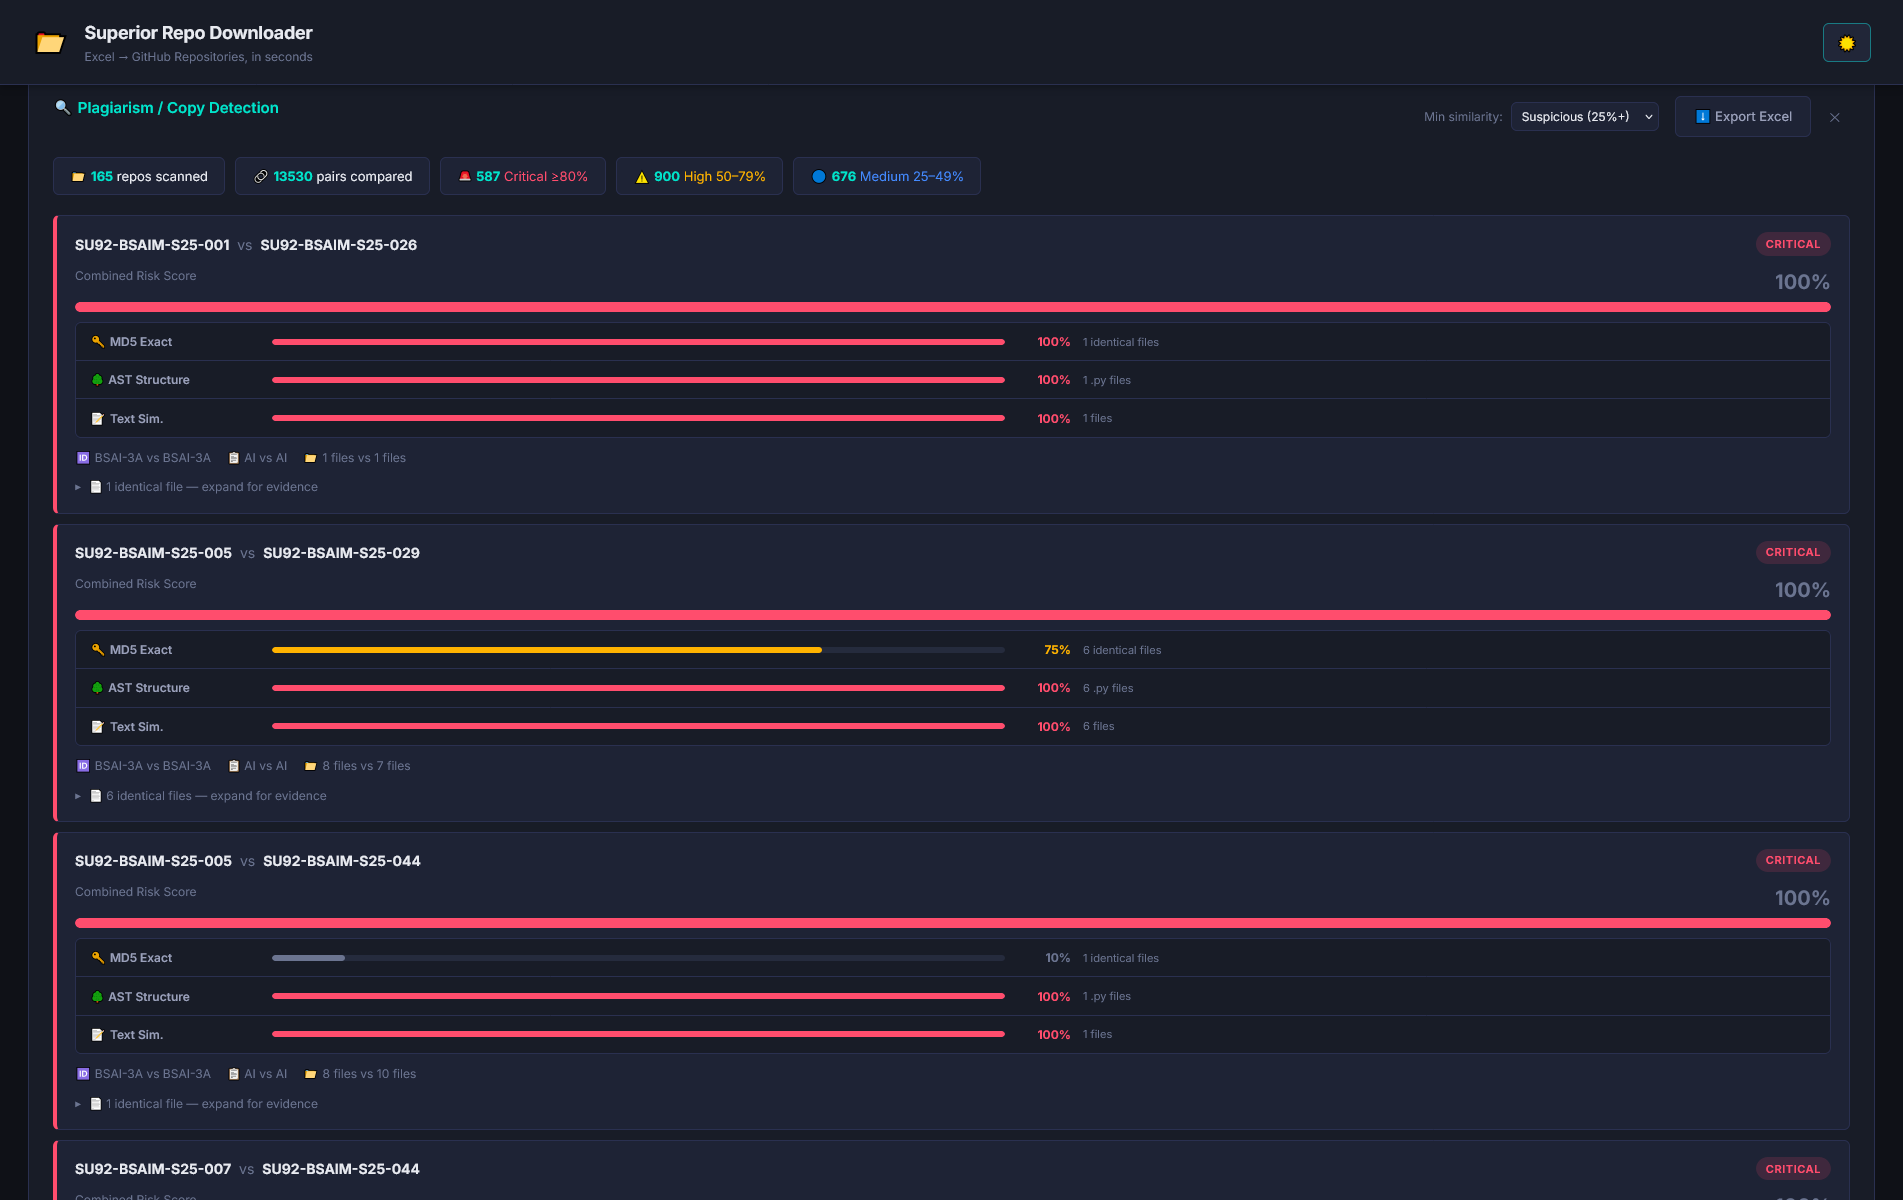 Superior Repo Downloader
Excel → GitHub Repositories, in seconds
Plagiarism / Copy Detection
Min similarity: Suspicious (25%+) Export Excel ×
165 repos scanned 13530 pairs compared 587 Critical ≥80% 900 High 50–79% 676 Medium 25–49%
SU92-BSAIM-S25-001 vs SU92-BSAIM-S25-026 CRITICAL
Combined Risk Score 100%
MD5 Exact 100% 1 identical files
AST Structure 100% 1 .py files
Text Sim. 100% 1 files
ID BSAI-3A vs BSAI-3A AI vs AI 1 files vs 1 files
1 identical file — expand for evidence
SU92-BSAIM-S25-005 vs SU92-BSAIM-S25-029 CRITICAL
Combined Risk Score 100%
MD5 Exact 75% 6 identical files
AST Structure 100% 6 .py files
Text Sim. 100% 6 files
ID BSAI-3A vs BSAI-3A AI vs AI 8 files vs 7 files
6 identical files — expand for evidence
SU92-BSAIM-S25-005 vs SU92-BSAIM-S25-044 CRITICAL
Combined Risk Score 100%
MD5 Exact 10% 1 identical files
AST Structure 100% 1 .py files
Text Sim. 100% 1 files
ID BSAI-3A vs BSAI-3A AI vs AI 8 files vs 10 files
1 identical file — expand for evidence
SU92-BSAIM-S25-007 vs SU92-BSAIM-S25-044 CRITICAL
Combined Risk Score